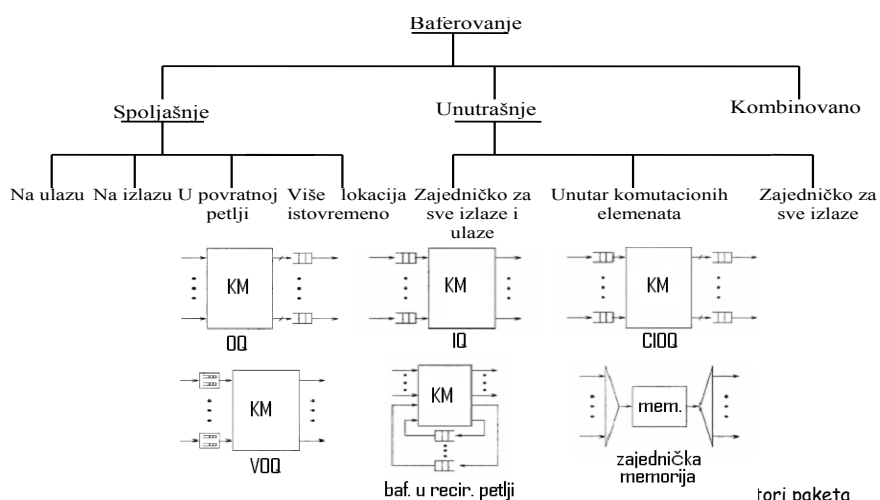 Baferovanje
Spoljašnje Unutrašnje Kombinovano
Na ulazu Na izlazu U povratnoj petlji Više lokacija istovremeno Zajedničko za sve izlaze i ulaze Unutar komutacionih elemenata Zajedničko za sve izlaze
KM KM KM
OQ IQ CIOQ
KM KM mem.
VOQ
baf. u recir. petlji
zajednička
memorija
tori paketa